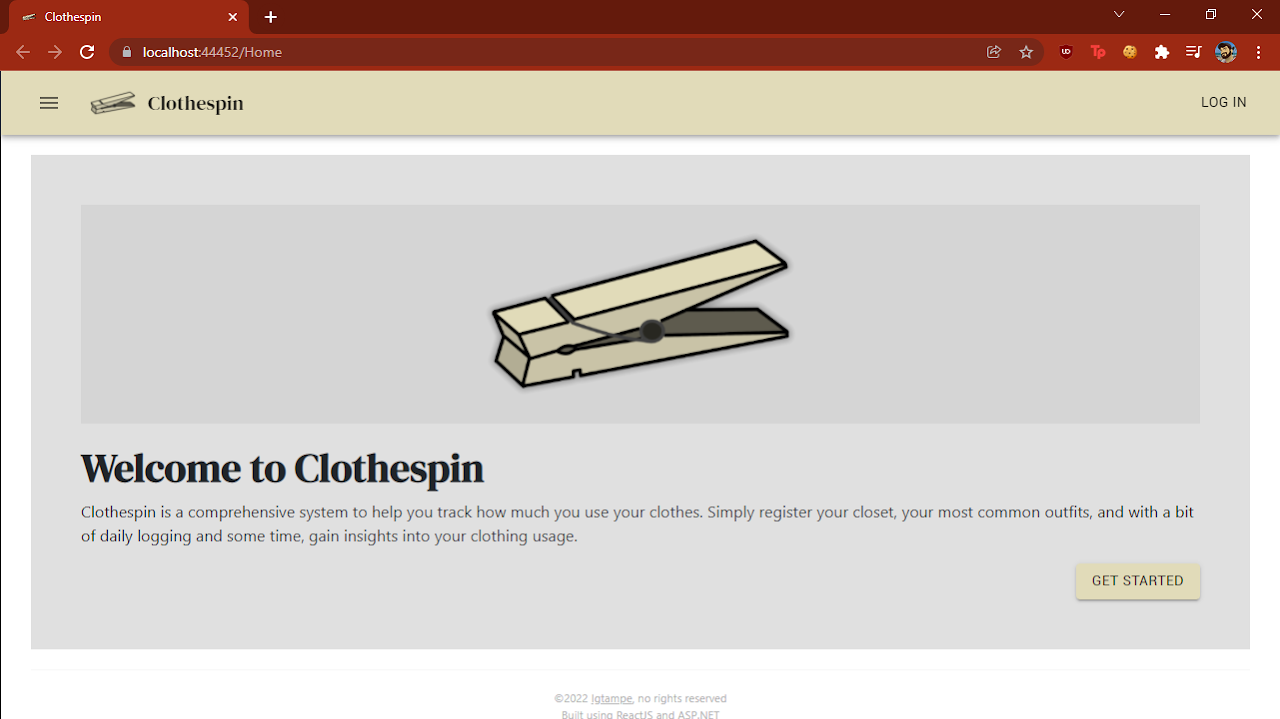 Clothespin
localhost:44452/Home
Tp
Clothespin
LOG IN
Welcome to Clothespin
Clothespin is a comprehensive system to help you track how much you use your clothes. Simply register your closet, your most common outfits, and with a bit
of daily logging and some time, gain insights into your clothing usage.
GET STARTED
©2022 Igtampe, no rights reserved
Built using ReactJS and ASP.NET